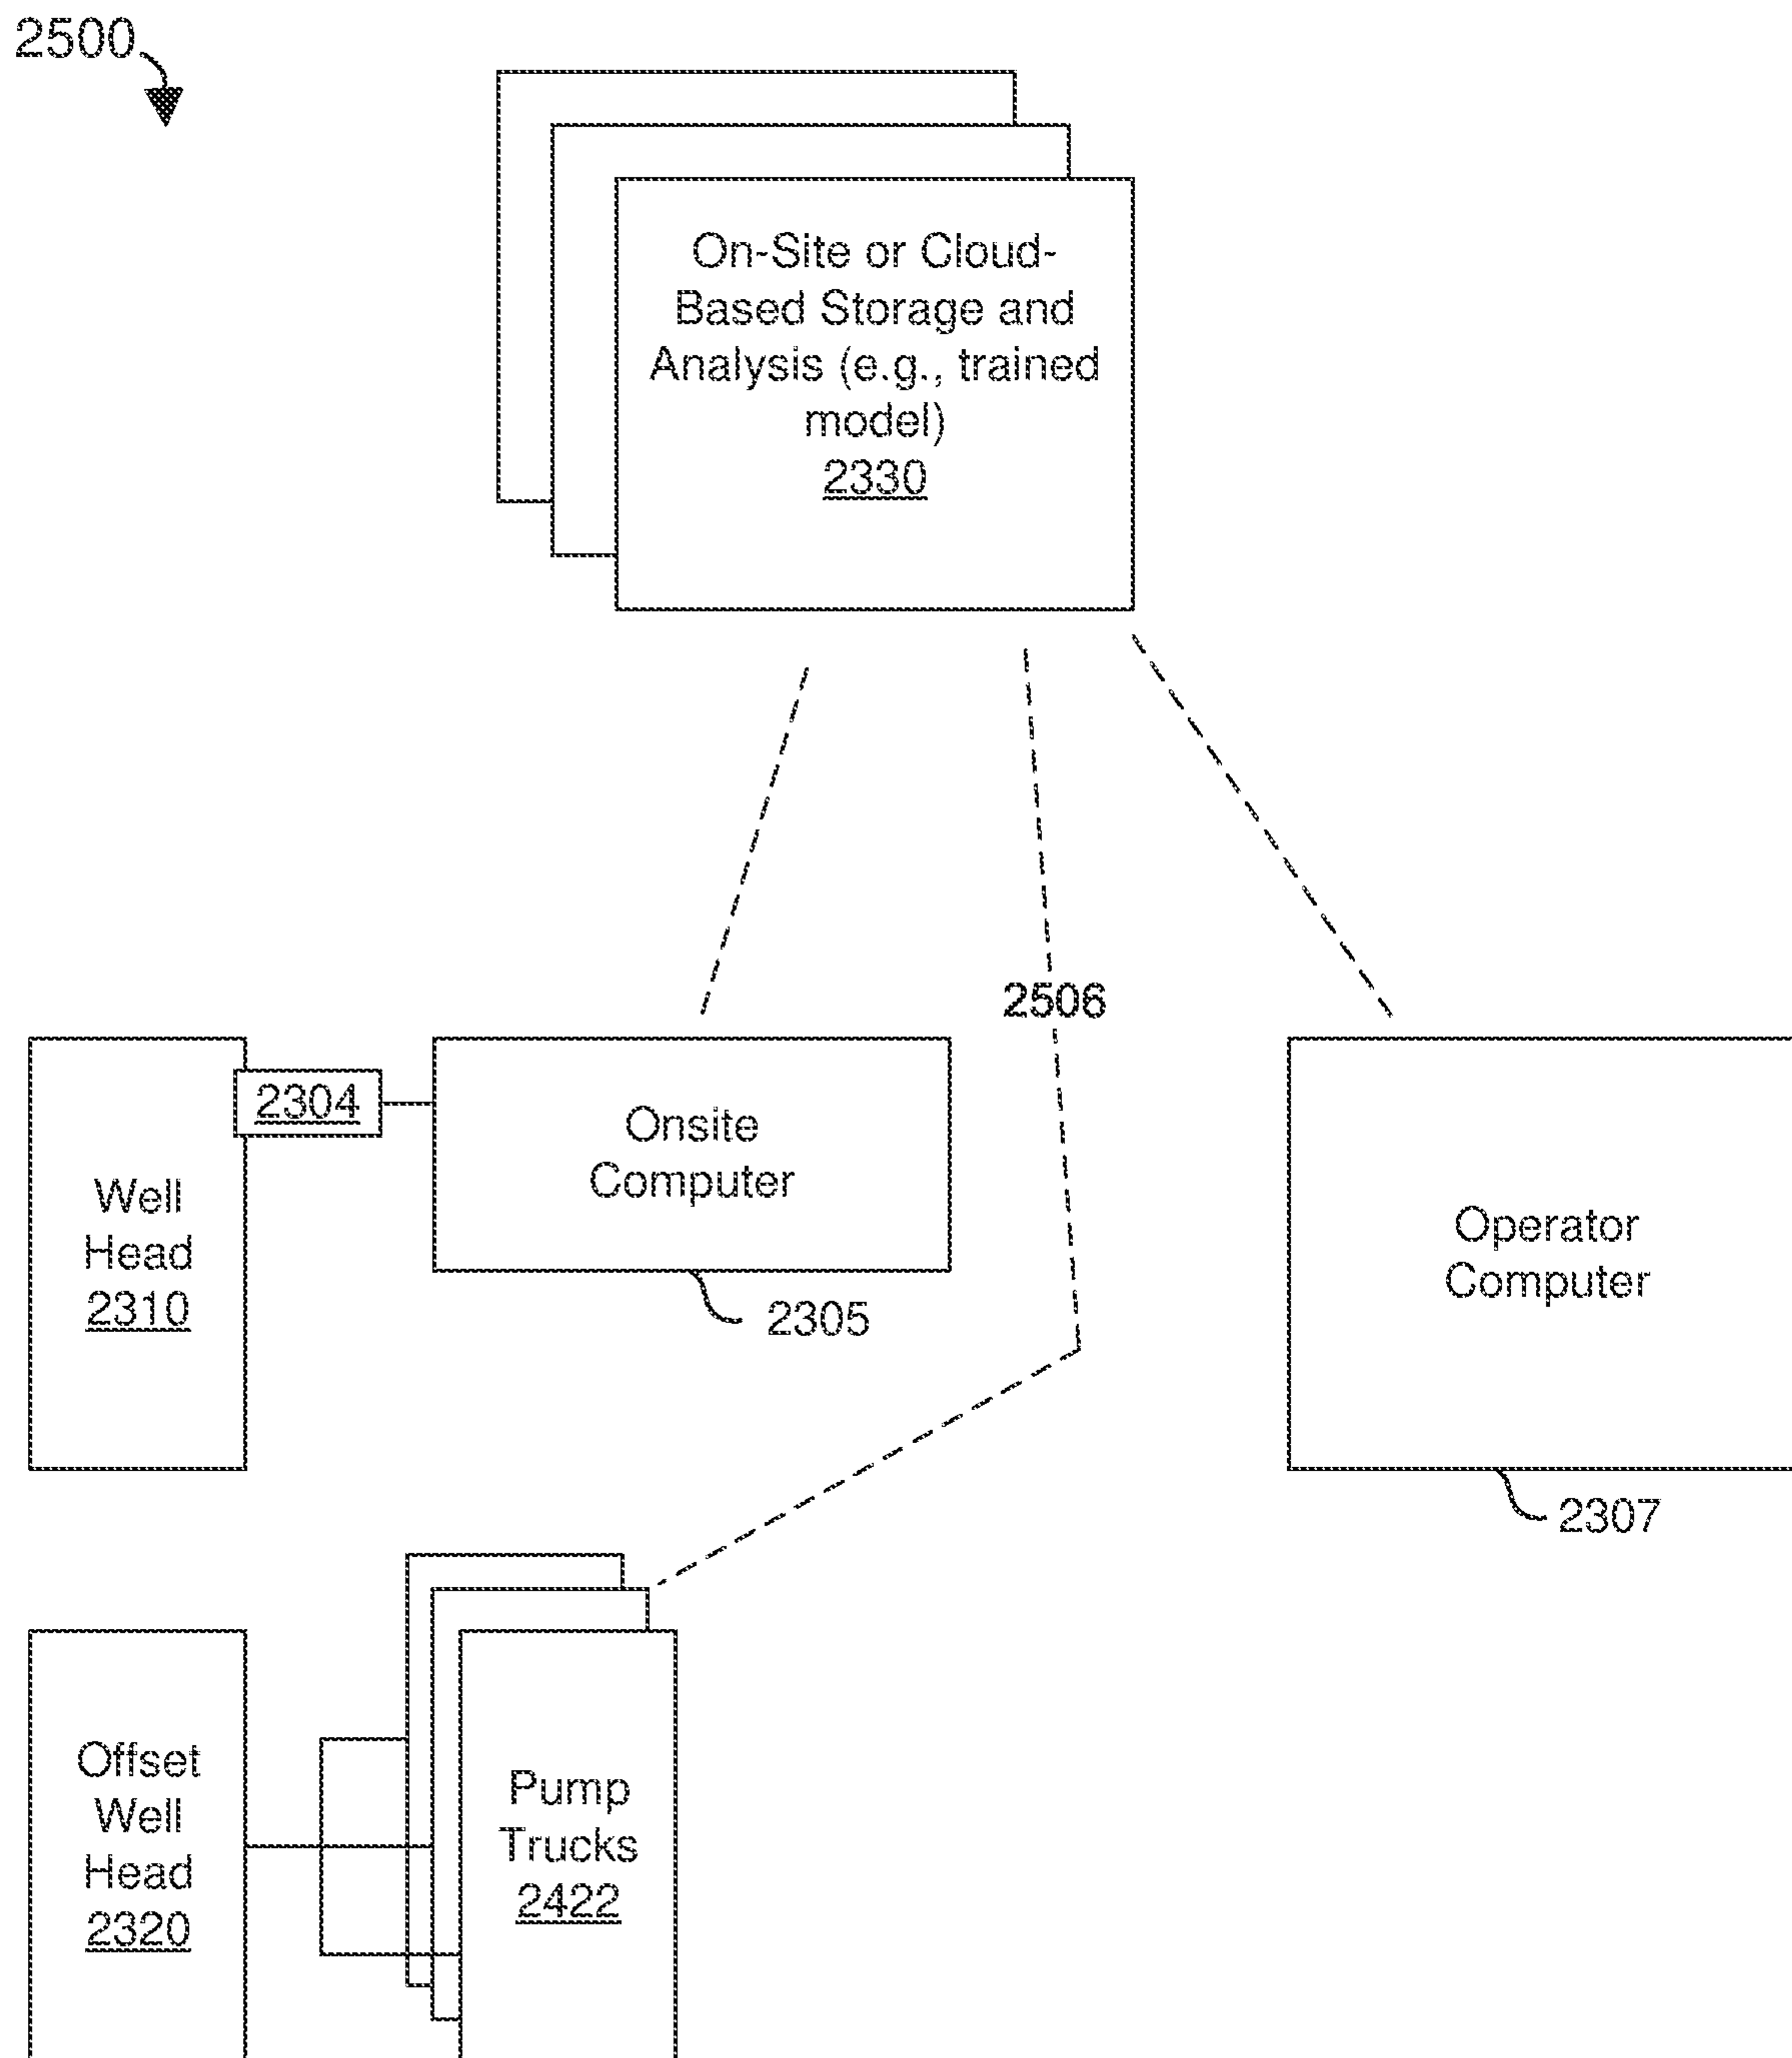 2500
On-Site or Cloud-
Based Storage and
Analysis (e.g., trained
model)
2330
2506
2304
Well
Head
2310
Onsite
Computer
2305
Operator
Computer
2307
Offset
Well
Head
2320
Pump
Trucks
2422